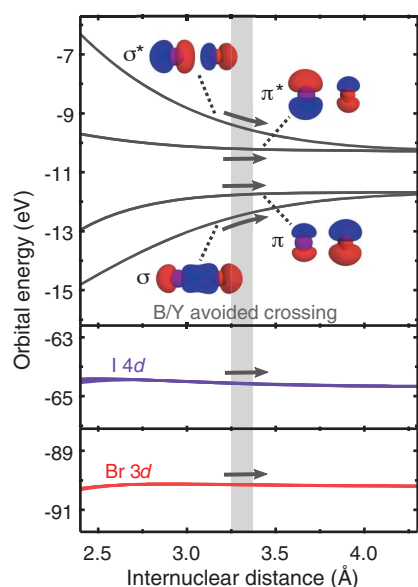 σ*
π*
π
σ
B/Y avoided crossing
I 4d
Br 3d
Orbital energy (eV)
-7
-9
-11
-13
-15
-63
-65
-89
-91
2.5
3.0
3.5
4.0
Internuclear distance (Å)